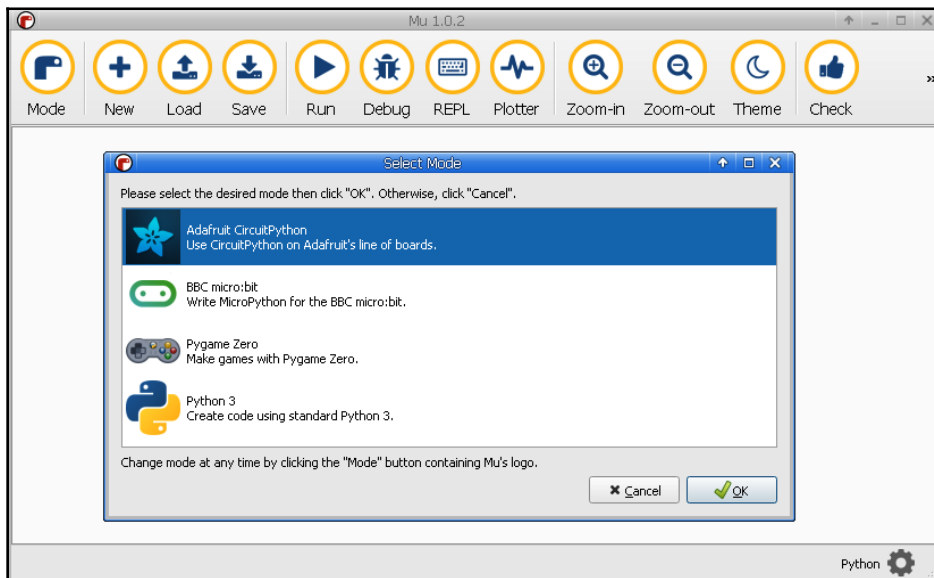 Mu 1.0.2
Mode New Load Save Run Debug REPL Plotter Zoom-in Zoom-out Theme Check
»
Select Mode
Please select the desired mode then click "OK". Otherwise, click "Cancel".
Adafruit CircuitPython
Use CircuitPython on Adafruit's line of boards.
BBC micro:bit
Write MicroPython for the BBC micro:bit.
Pygame Zero
Make games with Pygame Zero.
Python 3
Create code using standard Python 3.
Change mode at any time by clicking the "Mode" button containing Mu's logo.
Cancel OK
Python